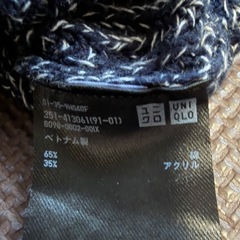 351-413061(91-01)
ユニ
クロ
UNI
QLO
ベトナム製
65% 綿
35% アクリル